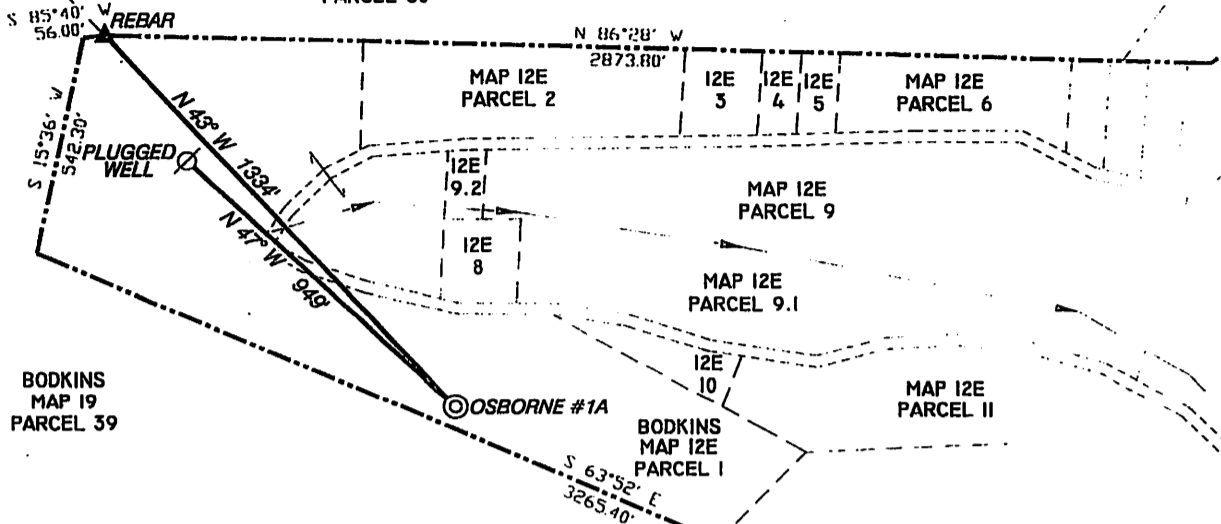 S 85°40' W
56.00'
REBAR
N 86°28' W
2873.80'
MAP 12E
PARCEL 2
12E
3
12E
4
12E
5
MAP 12E
PARCEL 6
S 15°36' W
542.30'
PLUGGED
WELL
N 43° W 1334'
N 47° W 949'
12E
9.2
12E
8
MAP 12E
PARCEL 9
MAP 12E
PARCEL 9.1
12E
10
MAP 12E
PARCEL 11
BODKINS
MAP 19
PARCEL 39
OSBORNE #1A
BODKINS
MAP 12E
PARCEL 1
S 63°52' E
3265.40'